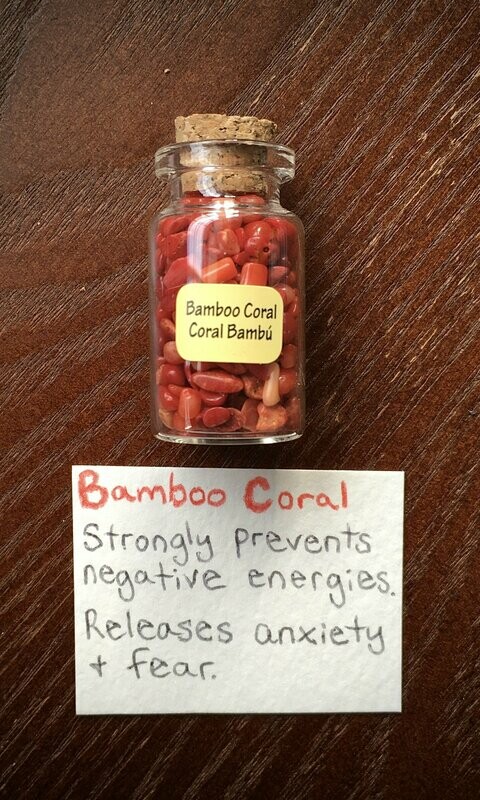 Bamboo Coral
Coral Bambú
Bamboo Coral
Strongly prevents
negative energies.
Releases anxiety
+ fear.